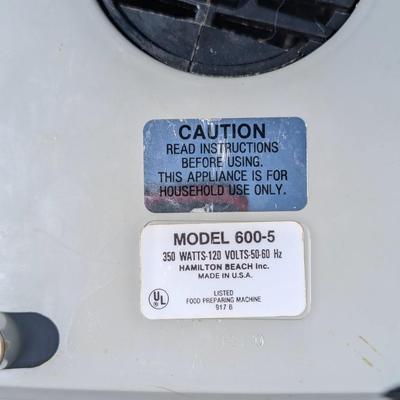 CAUTION
READ INSTRUCTIONS
BEFORE USING.
THIS APPLIANCE IS FOR
HOUSEHOLD USE ONLY.
MODEL 600-5
350 WATTS-120 VOLTS-50-60 Hz
HAMILTON BEACH Inc.
MADE IN U.S.A.
UL
LISTED
FOOD PREPARING MACHINE
917 B